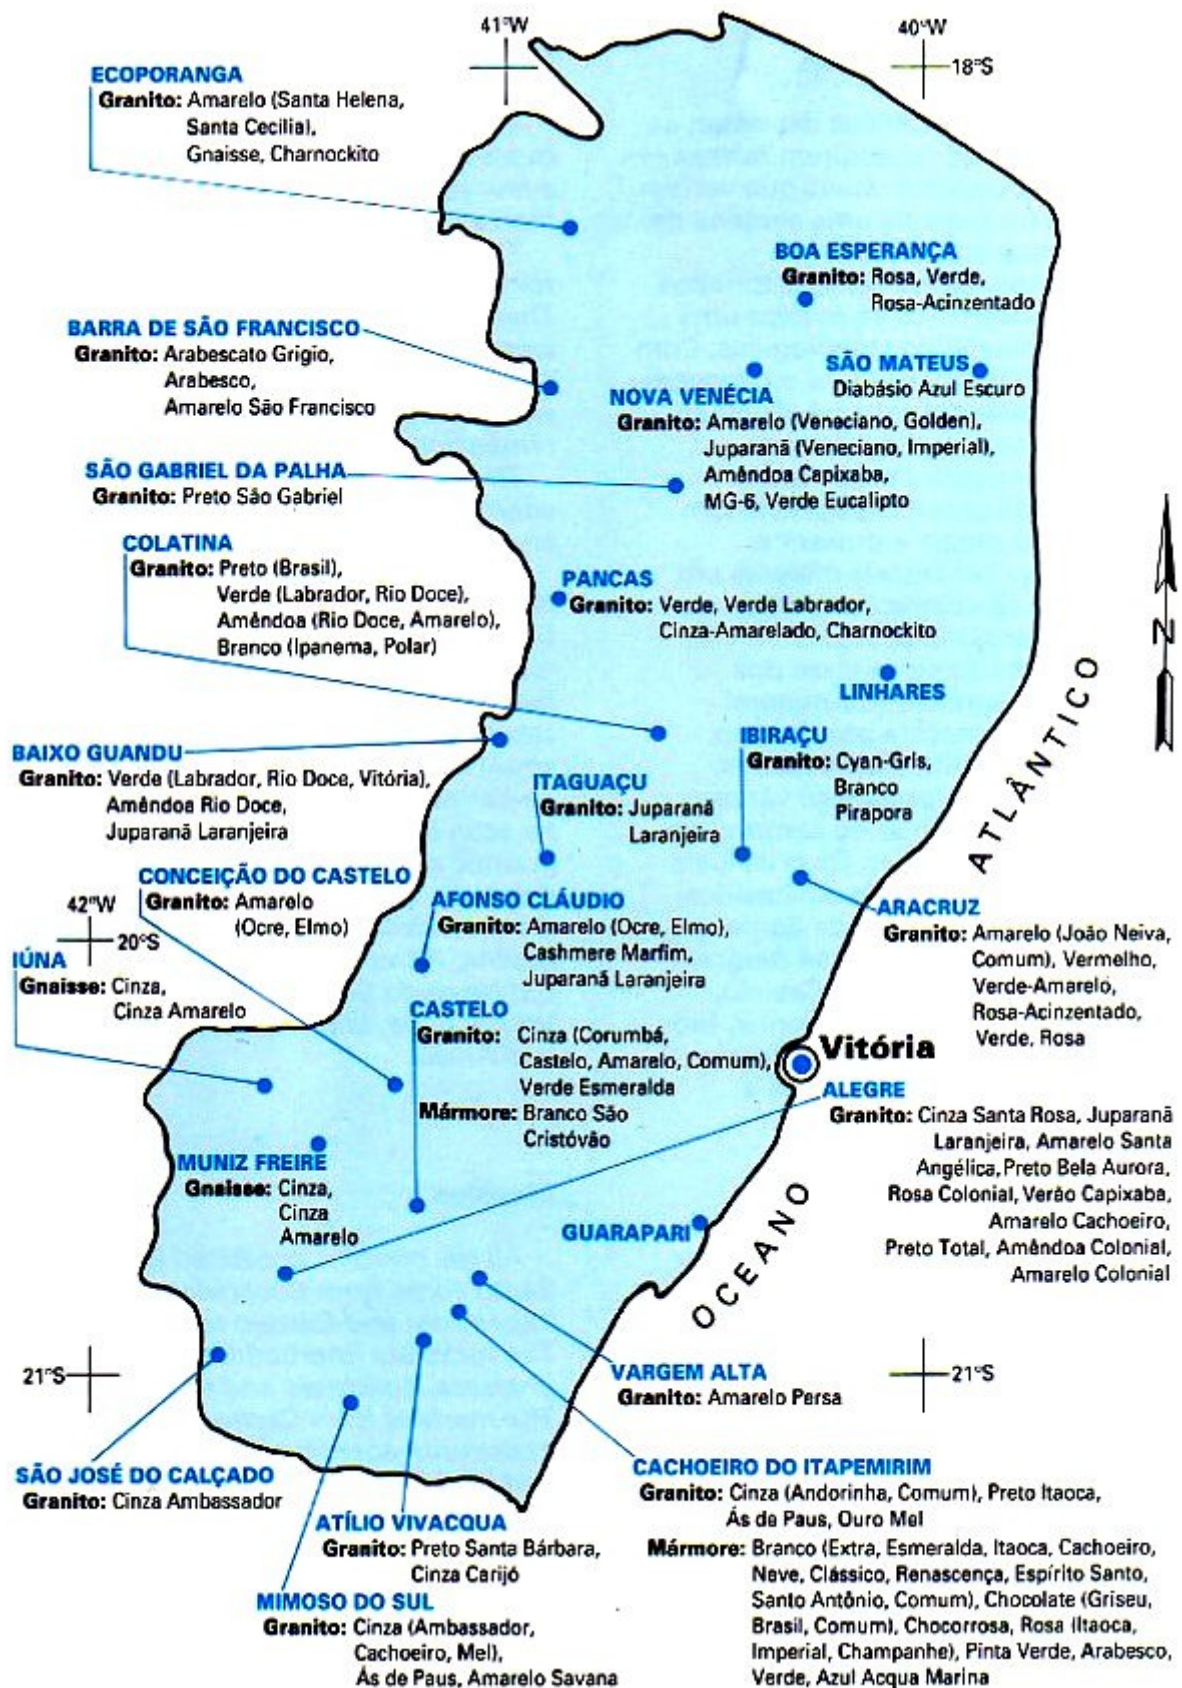 41°W
40°W
18°S
ECOPORANGA
Granito: Amarelo (Santa Helena,
Santa Cecilia),
Gnaisse, Charnockito
BOA ESPERANÇA
Granito: Rosa, Verde,
Rosa-Acinzentado
BARRA DE SÃO FRANCISCO
Granito: Arabescato Grigio,
Arabesco,
Amarelo São Francisco
SÃO MATEUS
Diabásio Azul Escuro
NOVA VENÉCIA
Granito: Amarelo (Veneciano, Golden),
Juparanã (Veneciano, Imperial),
Amêndoa Capixaba,
MG-6, Verde Eucalipto
SÃO GABRIEL DA PALHA
Granito: Preto São Gabriel
COLATINA
Granito: Preto (Brasil),
Verde (Labrador, Rio Doce),
Amêndoa (Rio Doce, Amarelo),
Branco (Ipanema, Polar)
PANCAS
Granito: Verde, Verde Labrador,
Cinza-Amarelado, Charnockito
N
LINHARES
BAIXO GUANDU
Granito: Verde (Labrador, Rio Doce, Vitória),
Amêndoa Rio Doce,
Juparanã Laranjeira
ITAGUAÇU
Granito: Juparanã
Laranjeira
IBIRAÇU
Granito: Cyan-Gris,
Branco
Pirapora
OCEANO ATLÂNTICO
CONCEIÇÃO DO CASTELO
Granito: Amarelo
(Ocre, Elmo)
42°W
20°S
AFONSO CLÁUDIO
Granito: Amarelo (Ocre, Elmo),
Cashmere Marfim,
Juparanã Laranjeira
ARACRUZ
Granito: Amarelo (João Neiva,
Comum), Vermelho,
Verde-Amarelo,
Rosa-Acinzentado,
Verde, Rosa
IÚNA
Gnaisse: Cinza,
Cinza Amarelo
CASTELO
Granito: Cinza (Corumbá,
Castelo, Amarelo, Comum),
Verde Esmeralda
Mármore: Branco São
Cristóvão
Vitória
ALEGRE
Granito: Cinza Santa Rosa, Juparanã
Laranjeira, Amarelo Santa
Angélica, Preto Bela Aurora,
Rosa Colonial, Verão Capixaba,
Amarelo Cachoeiro,
Preto Total, Amêndoa Colonial,
Amarelo Colonial
MUNIZ FREIRE
Gnaisse: Cinza,
Cinza
Amarelo
GUARAPARI
21°S
21°S
VARGEM ALTA
Granito: Amarelo Persa
SÃO JOSÉ DO CALÇADO
Granito: Cinza Ambassador
CACHOEIRO DO ITAPEMIRIM
Granito: Cinza (Andorinha, Comum), Preto Itaoca,
Ás de Paus, Ouro Mel
Mármore: Branco (Extra, Esmeralda, Itaoca, Cachoeiro,
Neve, Clássico, Renascença, Espírito Santo,
Santo Antônio, Comum), Chocolate (Griseu,
Brasil, Comum), Chocorrosa, Rosa (Itaoca,
Imperial, Champanhe), Pinta Verde, Arabesco,
Verde, Azul Acqua Marina
ATÍLIO VIVACQUA
Granito: Preto Santa Bárbara,
Cinza Carijó
MIMOSO DO SUL
Granito: Cinza (Ambassador,
Cachoeiro, Mel),
Ás de Paus, Amarelo Savana